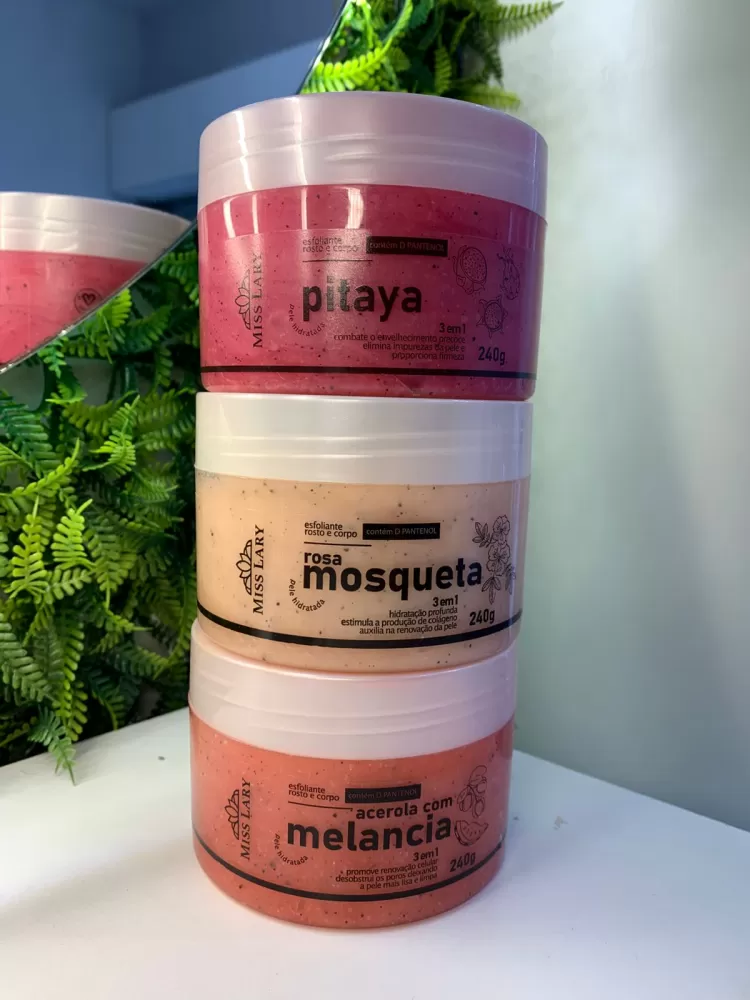 esfoliante
rosto e corpo
contém D PANTENOL
MISS LARY
pitaya
pele hidratada
3 em 1
combate o envelhecimento precoce
elimina impurezas da pele e
proporciona firmeza
240g
esfoliante
rosto e corpo
contém D PANTENOL
MISS LARY
rosa
mosqueta
pele hidratada
3 em 1
hidratação profunda
estimula a produção de colágeno
auxilia na renovação da pele
240g
esfoliante
rosto e corpo
contém D PANTENOL
MISS LARY
acerola com
melancia
pele hidratada
3 em 1
promove renovação celular
desobstrui os poros deixando
a pele mais lisa e limpa
240g